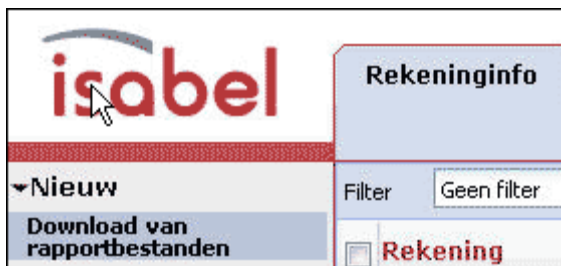 isabel
Rekeninginfo
Nieuw
Download van
rapportbestanden
Filter
Geen filter
Rekening